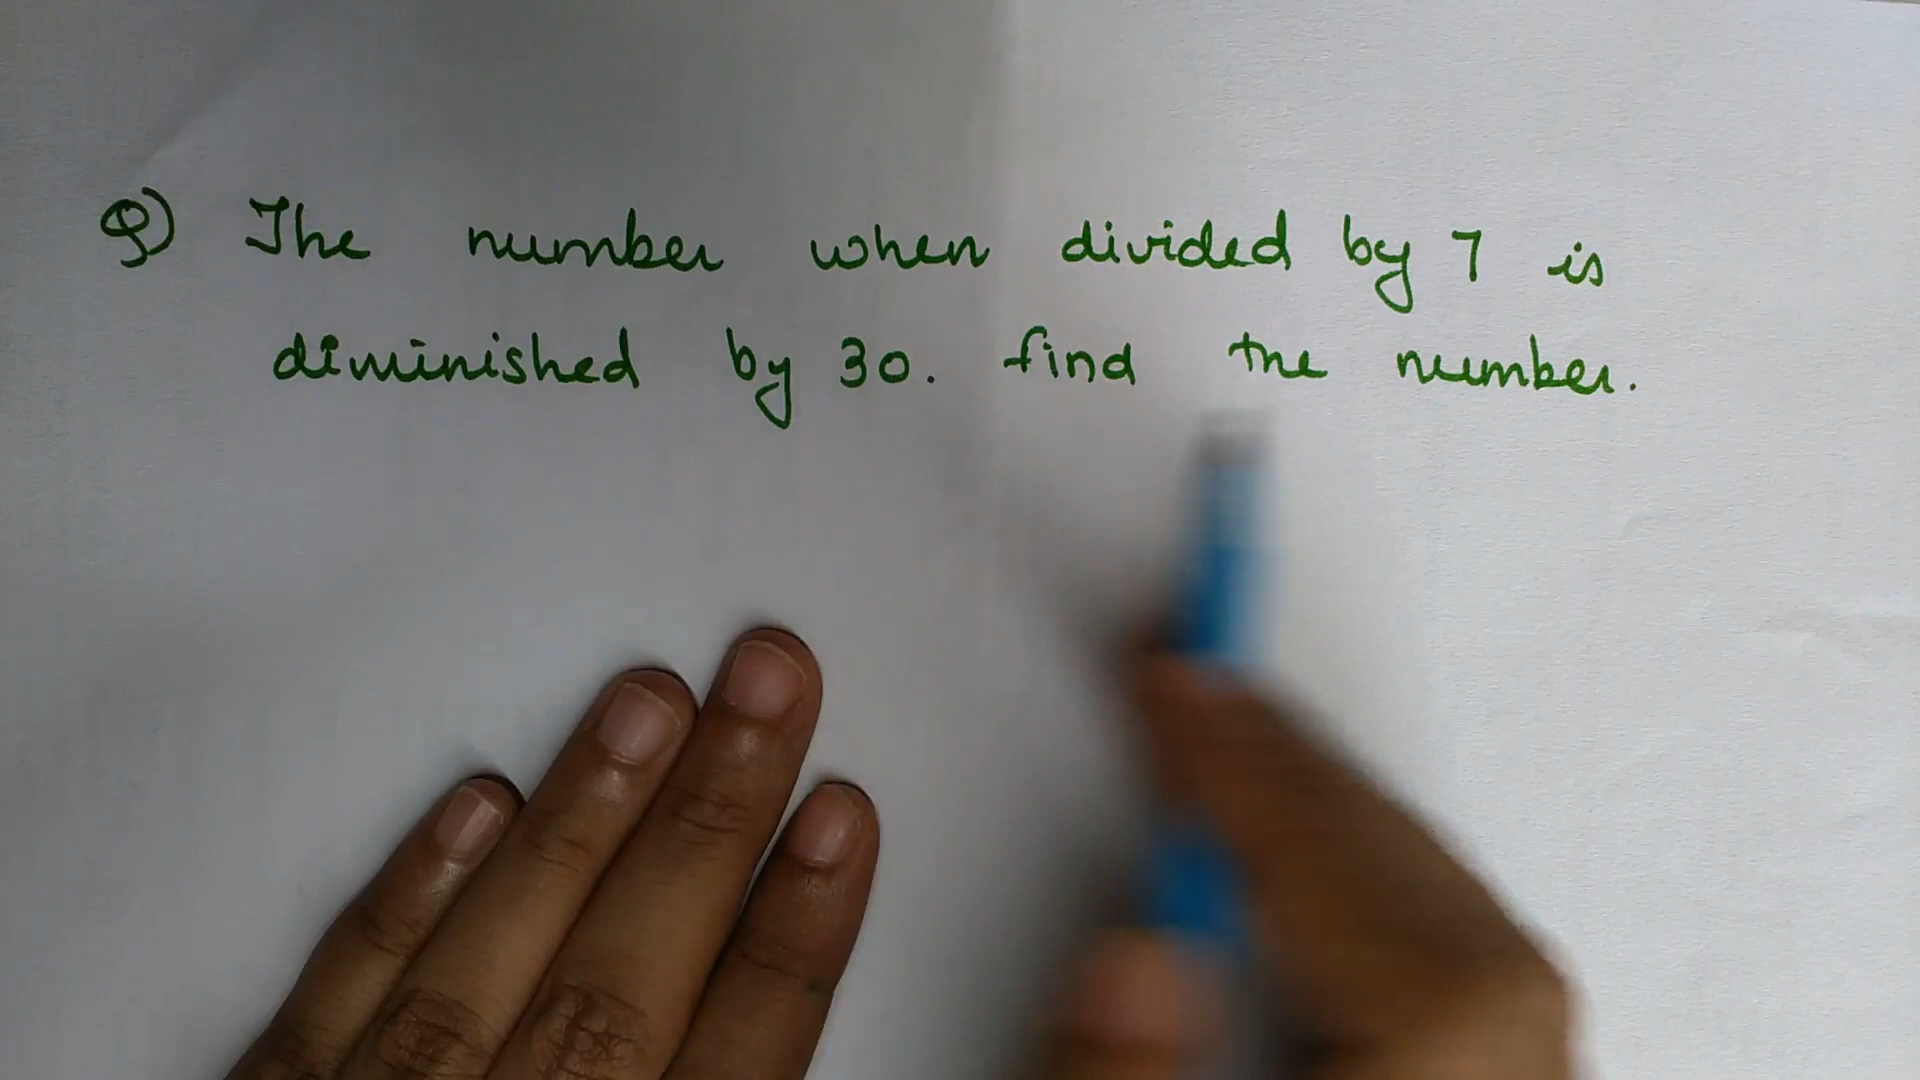 Q) The number when divided by 7 is
diminished by 30. find the number.